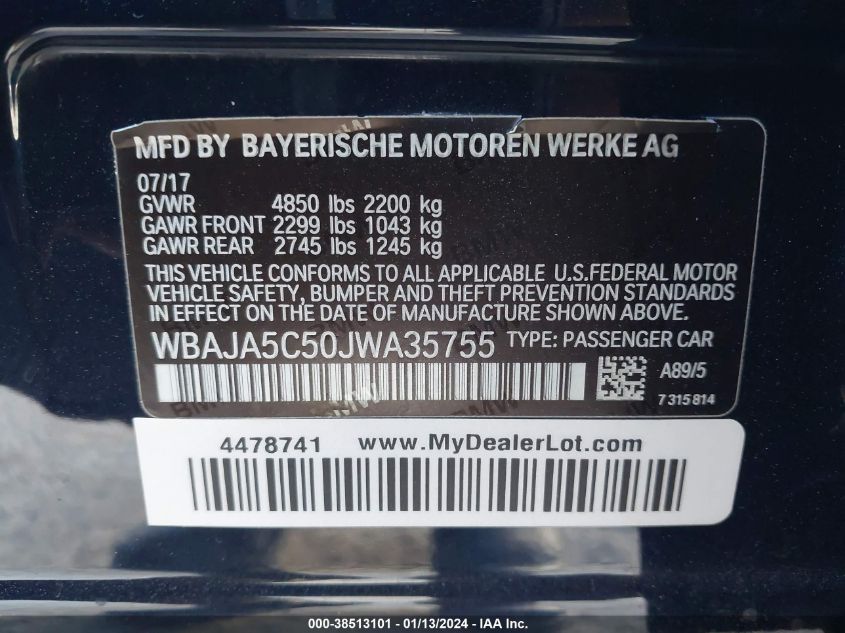 MFD BY BAYERISCHE MOTOREN WERKE AG
07/17
GVWR 4850 lbs 2200 kg
GAWR FRONT 2299 lbs 1043 kg
GAWR REAR 2745 lbs 1245 kg
THIS VEHICLE CONFORMS TO ALL APPLICABLE U.S.FEDERAL MOTOR
VEHICLE SAFETY, BUMPER AND THEFT PREVENTION STANDARDS
IN EFFECT ON THE DATE OF MANUFACTURE SHOWN ABOVE.
WBAJA5C50JWA35755 TYPE: PASSENGER CAR
A89/5
7 315 814
4478741 www.MyDealerLot.com
000-38513101 - 01/13/2024 - IAA Inc.